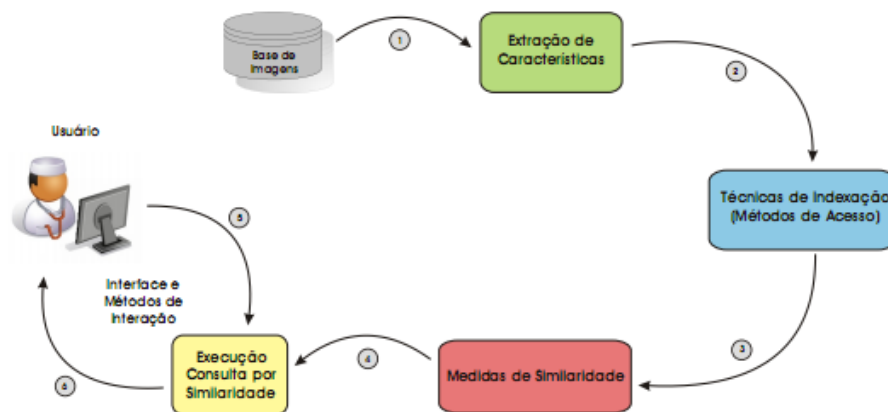 Base de
Imagens
1
Extração de
Características
2
Usuário
Técnicas de Indexação
(Métodos de Acesso)
5
Interface e
Métodos de
Interação
3
4
Execução
Consulta por
Similaridade
Medidas de Similaridade
6